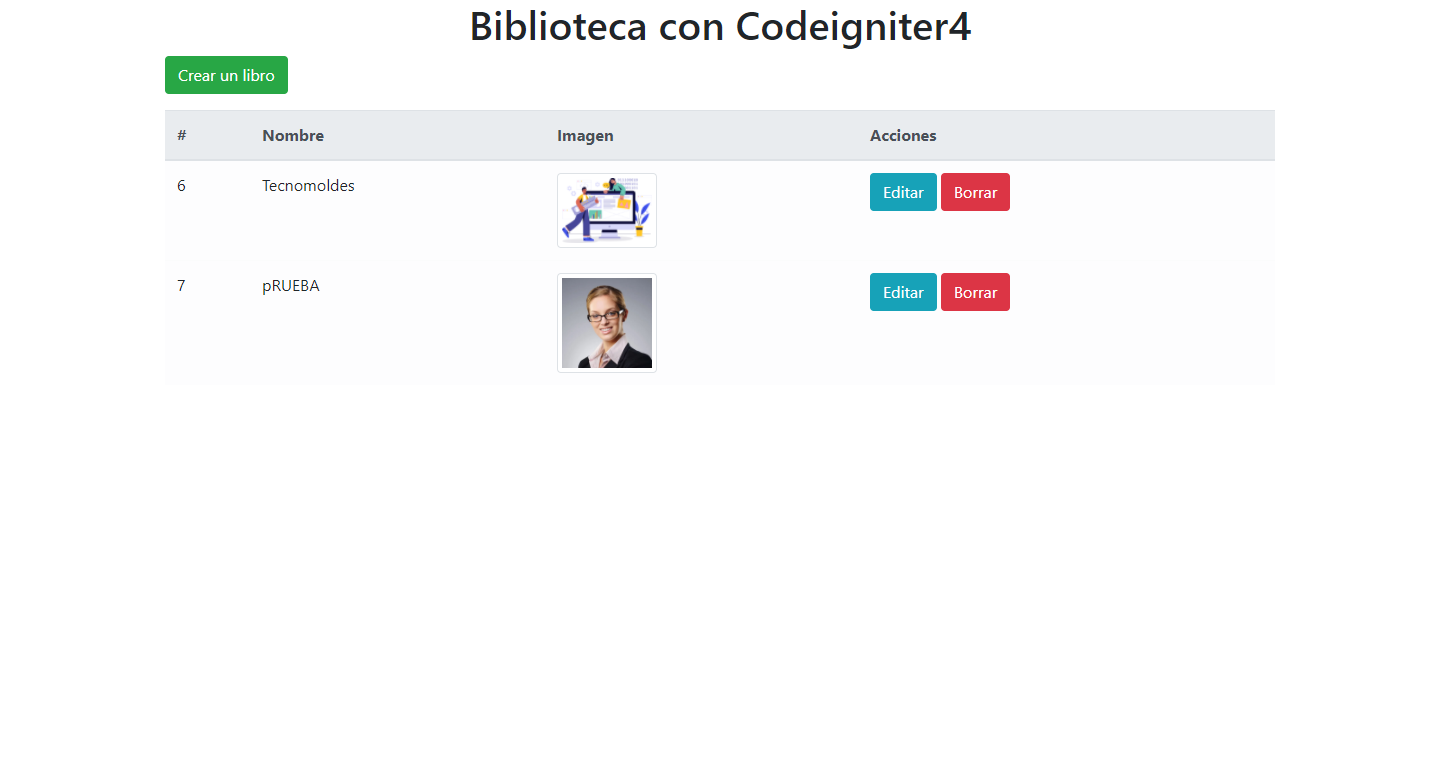 Biblioteca con Codeigniter4
Crear un libro
# Nombre Imagen Acciones
6 Tecnomoldes Editar Borrar
7 pRUEBA Editar Borrar